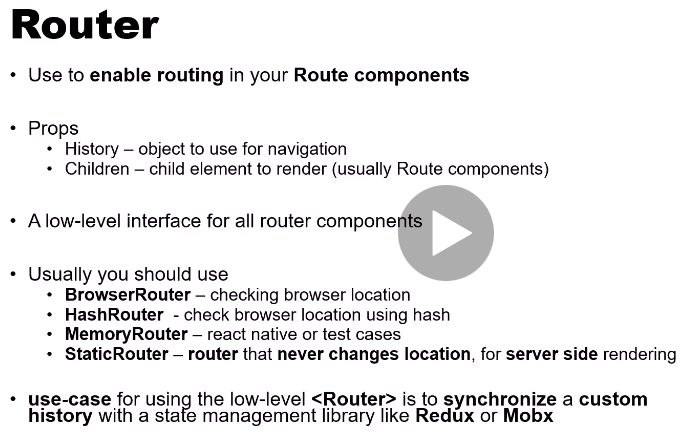 Router
• Use to enable routing in your Route components
• Props
• History – object to use for navigation
• Children – child element to render (usually Route components)
• A low-level interface for all router components
• Usually you should use
• BrowserRouter – checking browser location
• HashRouter - check browser location using hash
• MemoryRouter – react native or test cases
• StaticRouter – router that never changes location, for server side rendering
• use-case for using the low-level <Router> is to synchronize a custom
history with a state management library like Redux or Mobx